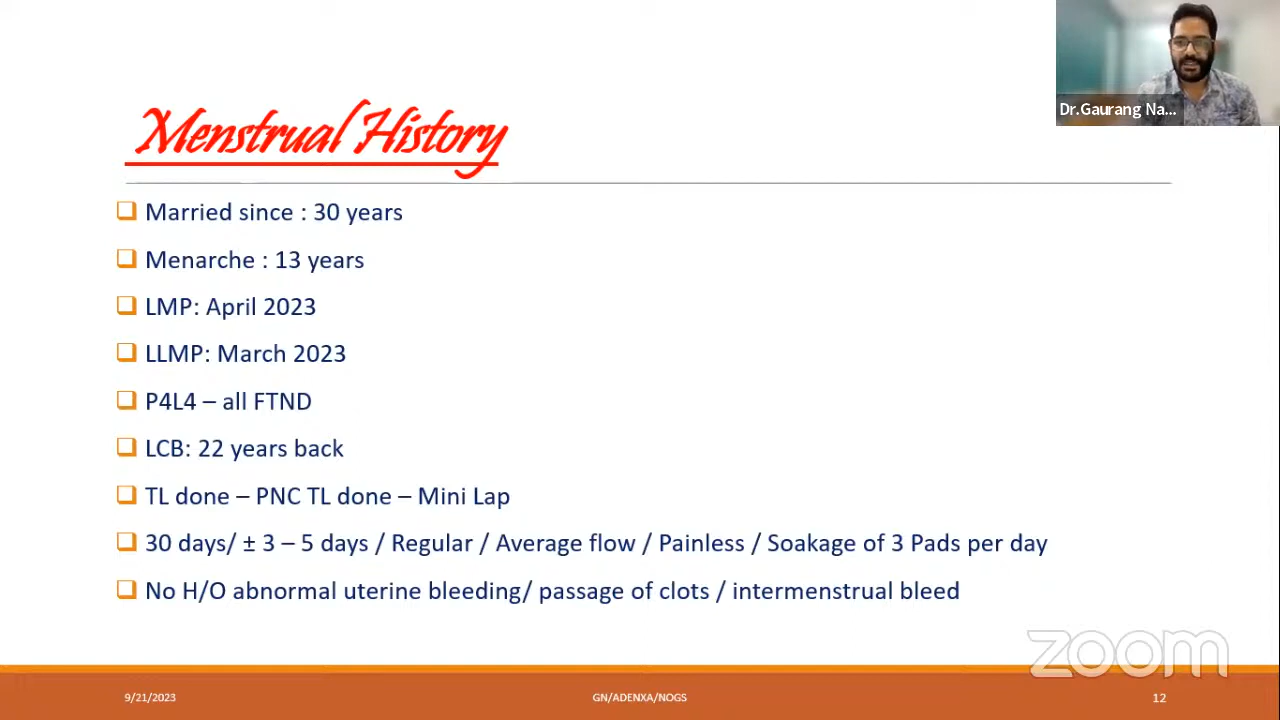 Dr.Gaurang Na...
Menstrual History
Married since : 30 years
Menarche : 13 years
LMP: April 2023
LLMP: March 2023
P4L4 – all FTND
LCB: 22 years back
TL done – PNC TL done – Mini Lap
30 days/ ± 3 – 5 days / Regular / Average flow / Painless / Soakage of 3 Pads per day
No H/O abnormal uterine bleeding/ passage of clots / intermenstrual bleed
zoom
9/21/2023 GN/ADENXA/NOGS 12